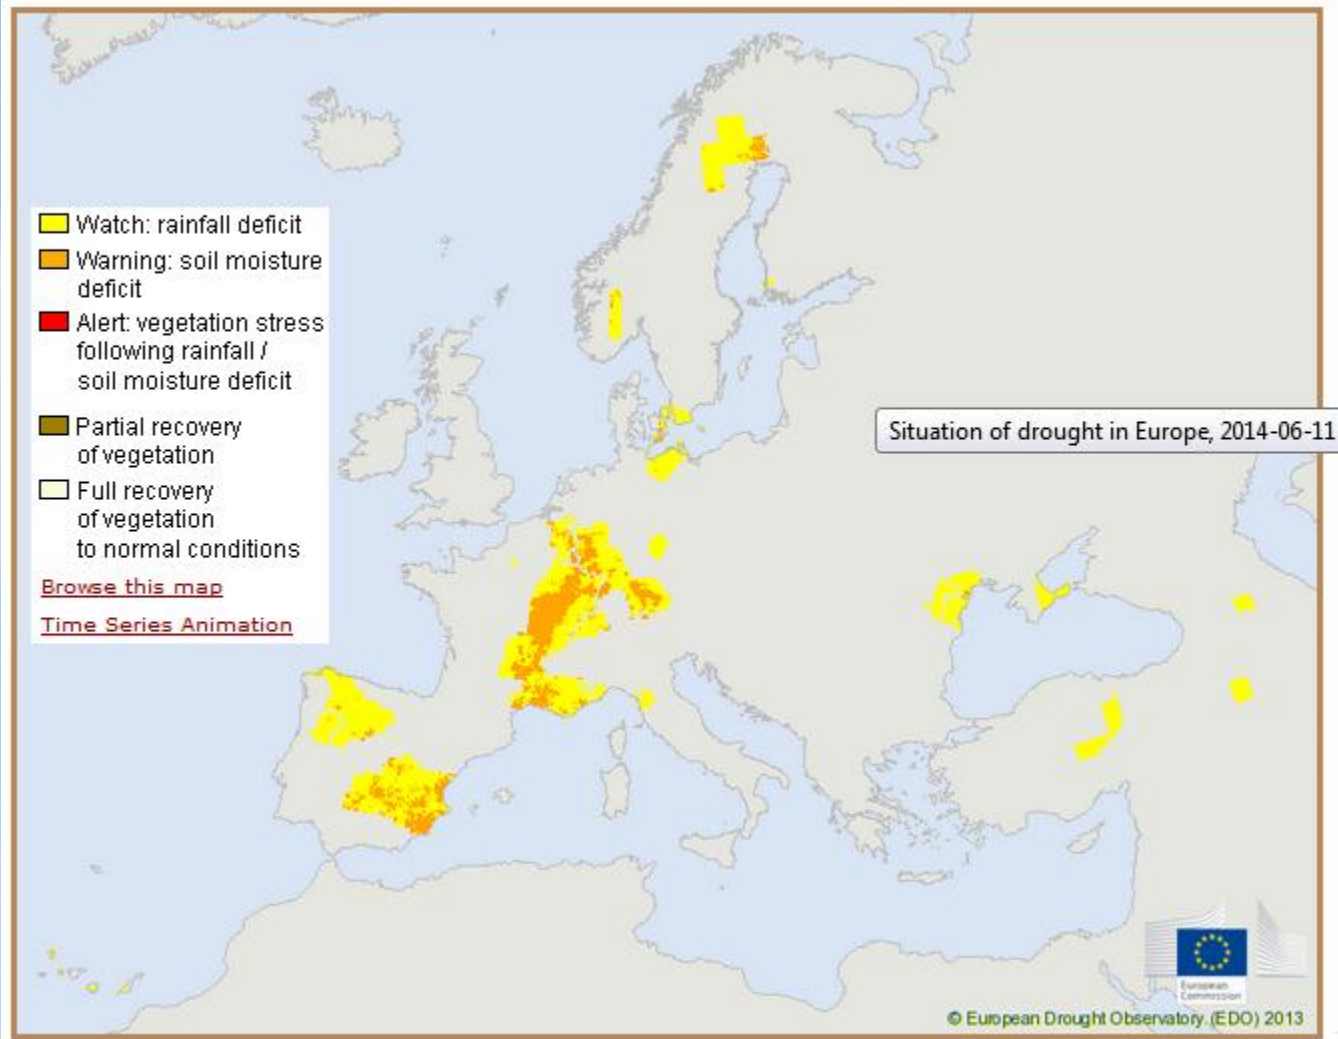 Watch: rainfall deficit
Warning: soil moisture
deficit
Alert: vegetation stress
following rainfall /
soil moisture deficit
Partial recovery
of vegetation
Full recovery
of vegetation
to normal conditions
Browse this map
Time Series Animation
Situation of drought in Europe, 2014-06-11
European
Commission
© European Drought Observatory.(EDO) 2013